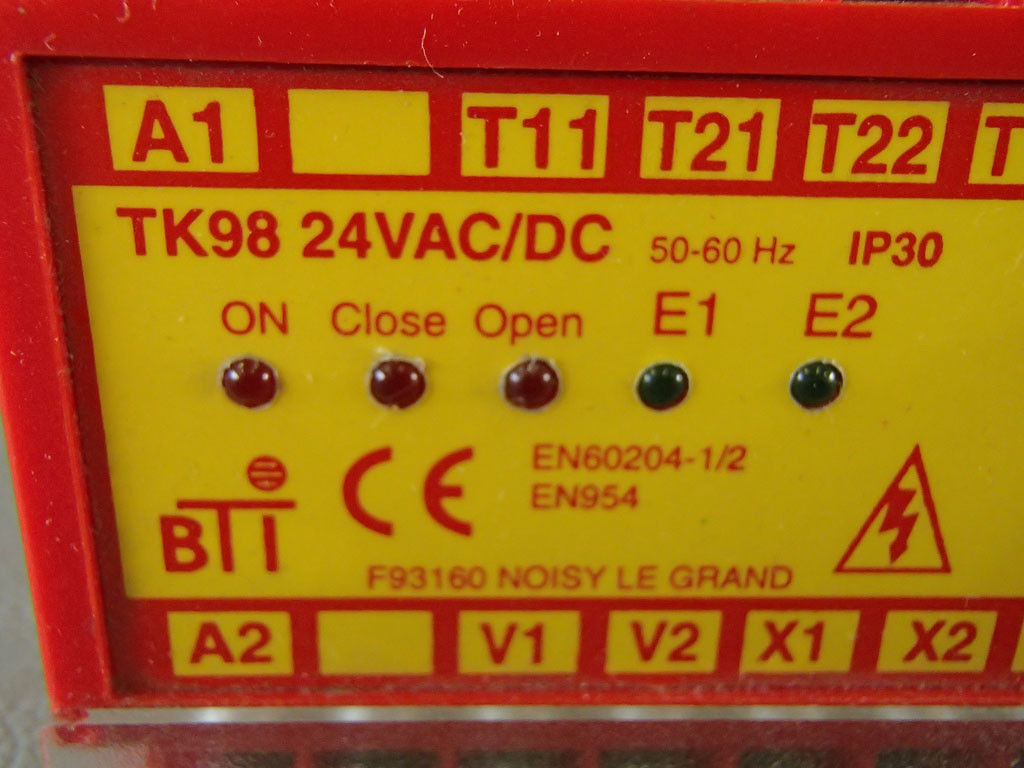 A1 T11 T21 T22 T
TK98 24VAC/DC 50-60 Hz IP30
ON Close Open E1 E2
CE EN60204-1/2
EN954
BTI
F93160 NOISY LE GRAND
A2 V1 V2 X1 X2